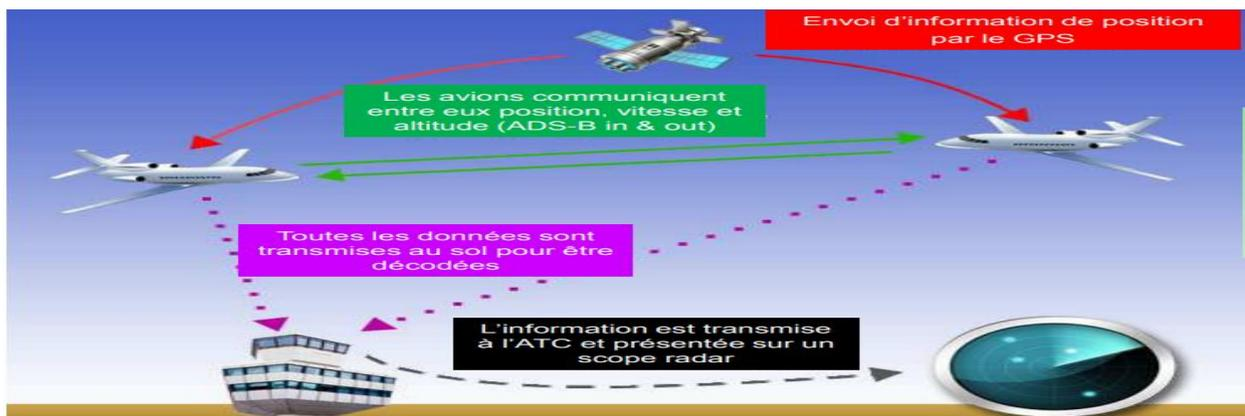 Envoi d'information de position
par le GPS
Les avions communiquent
entre eux position, vitesse et
altitude (ADS-B in & out)
Toutes les données sont
transmises au sol pour être
décodées
L'information est transmise
à l'ATC et présentée sur un
scope radar